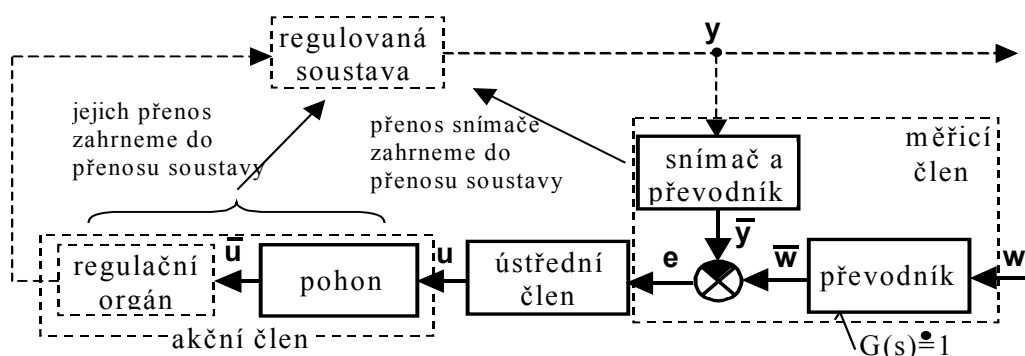 regulovaná
soustava
y
jejich přenos
zahrneme do
přenosu soustavy
přenos snímače
zahrneme do
přenosu soustavy
měřicí
člen
snímač a
převodník
y̅
u̅
u
e
w̅
w
regulační
orgán
pohon
ústřední
člen
převodník
akční člen
G(s)≐1